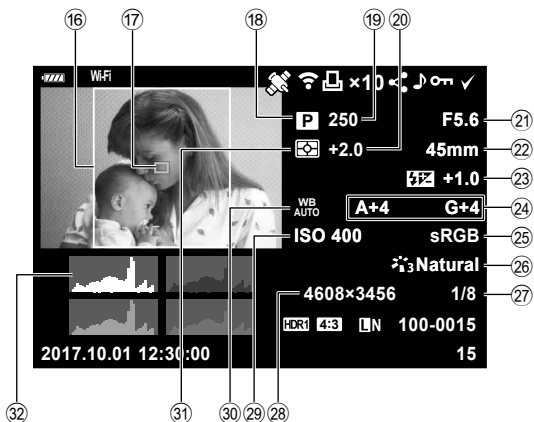 ⑯ ⑰ ⑱ ⑲ ⑳
Wi-Fi ×10
P 250 F5.6 ㉑
+2.0 45mm ㉒
+1.0 ㉓
WB AUTO A+4 G+4 ㉔
ISO 400 sRGB ㉕
3 Natural ㉖
4608×3456 1/8 ㉗
HDR1 4:3 LN 100-0015
2017.10.01 12:30:00 15
㉜ ㉛ ㉚ ㉙ ㉘